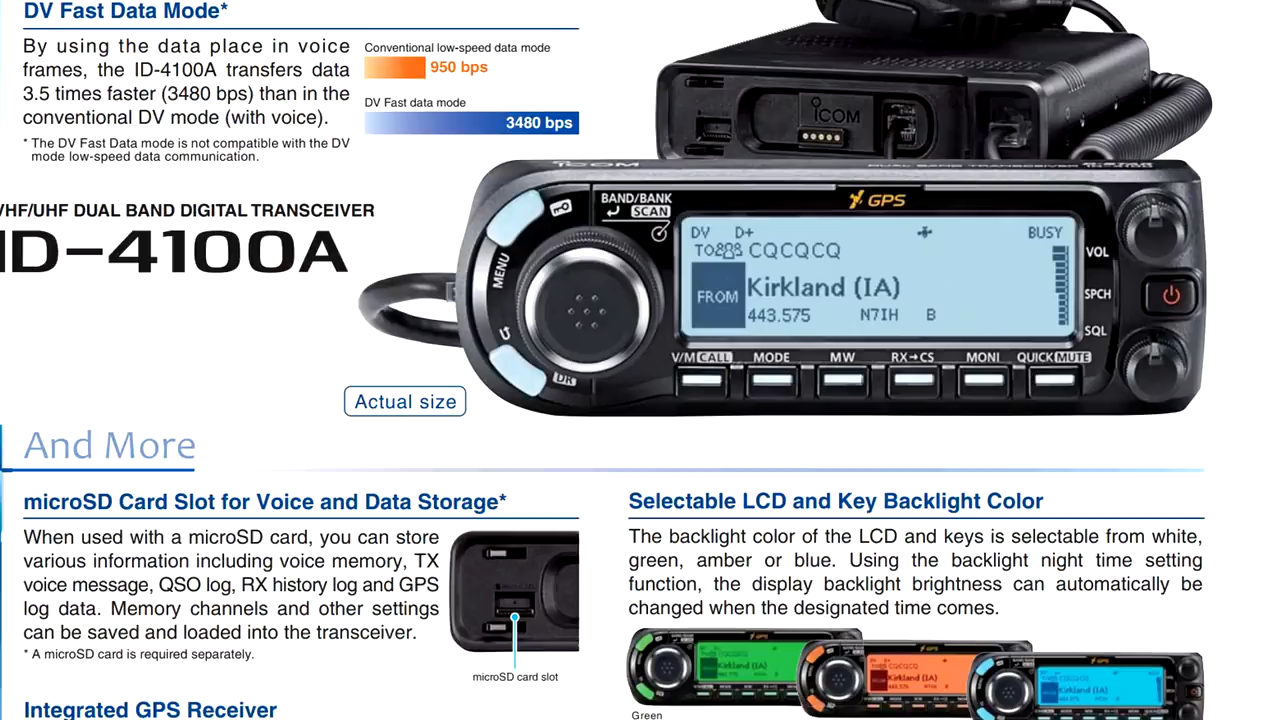 DV Fast Data Mode*
By using the data place in voice
frames, the ID-4100A transfers data
3.5 times faster (3480 bps) than in the
conventional DV mode (with voice).
* The DV Fast Data mode is not compatible with the DV
mode low-speed data communication.
Conventional low-speed data mode
950 bps
DV Fast data mode
3480 bps
VHF/UHF DUAL BAND DIGITAL TRANSCEIVER
ID-4100A
ICOM
ICOM
BAND/BANK
SCAN
GPS
MENU
DR
DV D+ BUSY
TO CQCQCQ
FROM
Kirkland (IA)
443.575 N7IH B
VOL
SPCH
SQL
V/M CALL MODE MW RX→CS MONI QUICK MUTE
Actual size
And More
microSD Card Slot for Voice and Data Storage*
When used with a microSD card, you can store
various information including voice memory, TX
voice message, QSO log, RX history log and GPS
log data. Memory channels and other settings
can be saved and loaded into the transceiver.
* A microSD card is required separately.
microSD card slot
Integrated GPS Receiver
Selectable LCD and Key Backlight Color
The backlight color of the LCD and keys is selectable from white,
green, amber or blue. Using the backlight night time setting
function, the display backlight brightness can automatically be
changed when the designated time comes.
Kirkland (IA)
Kirkland (IA)
Kirkland (IA)
Green